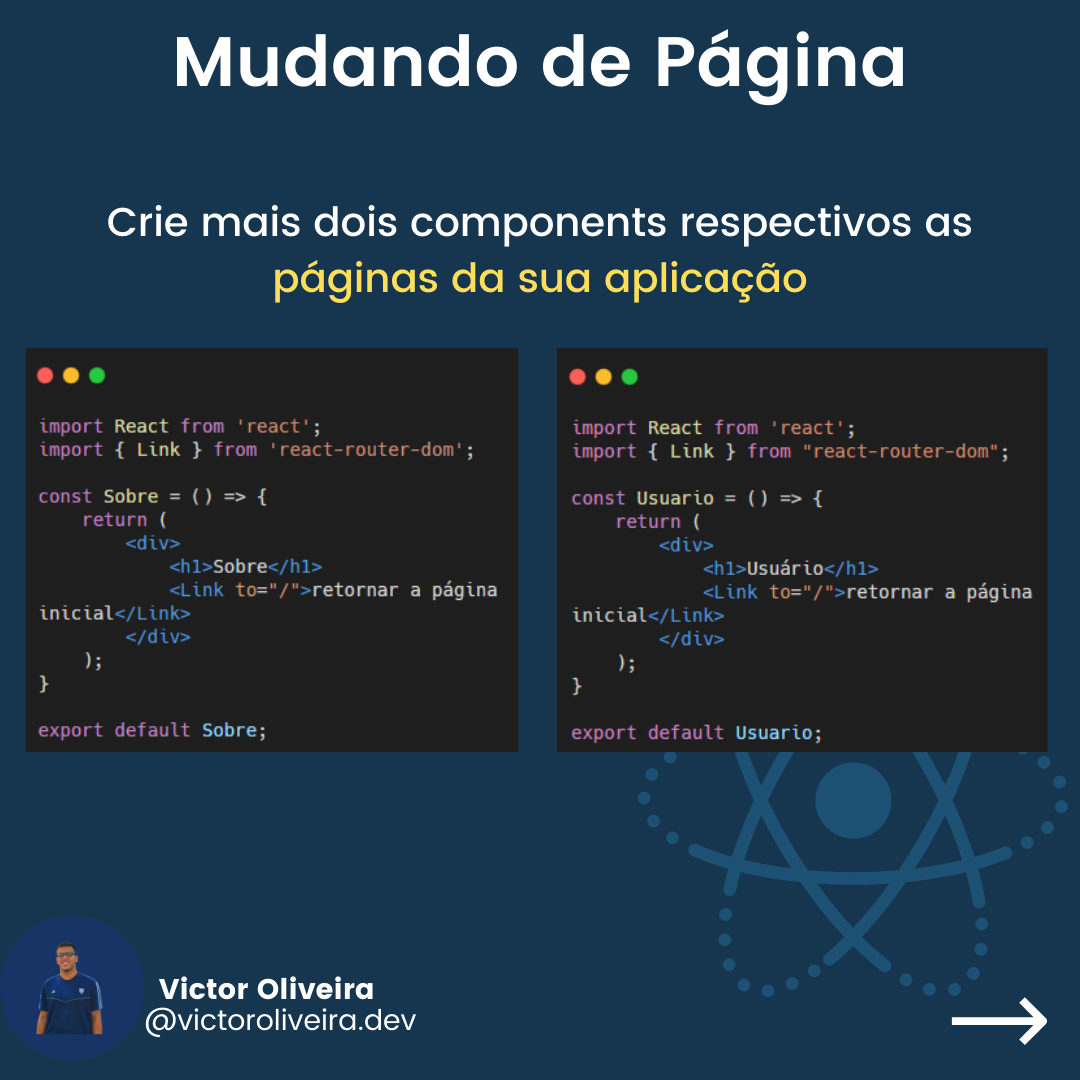 Mudando de Página
Crie mais dois components respectivos as
páginas da sua aplicação
import React from 'react';
import { Link } from 'react-router-dom';
const Sobre = () => {
    return (
        <div>
            <h1>Sobre</h1>
            <Link to="/">retornar a página
inicial</Link>
        </div>
    );
}
export default Sobre;
import React from 'react';
import { Link } from "react-router-dom";
const Usuario = () => {
    return (
        <div>
            <h1>Usuário</h1>
            <Link to="/">retornar a página
inicial</Link>
        </div>
    );
}
export default Usuario;
Victor Oliveira
@victoroliveira.dev